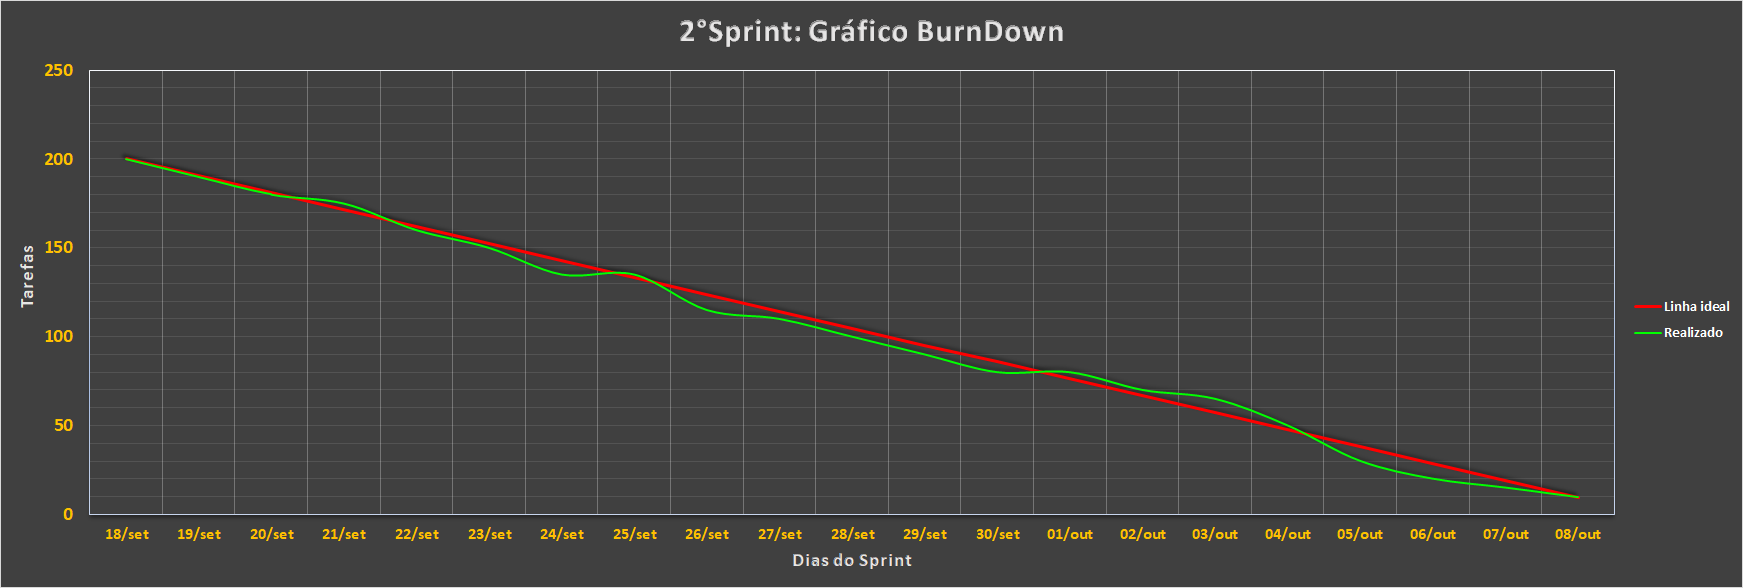 2°Sprint: Gráfico BurnDown
250
200
150
100
50
0
Tarefas
18/set 19/set 20/set 21/set 22/set 23/set 24/set 25/set 26/set 27/set 28/set 29/set 30/set 01/out 02/out 03/out 04/out 05/out 06/out 07/out 08/out
Dias do Sprint
Linha ideal
Realizado